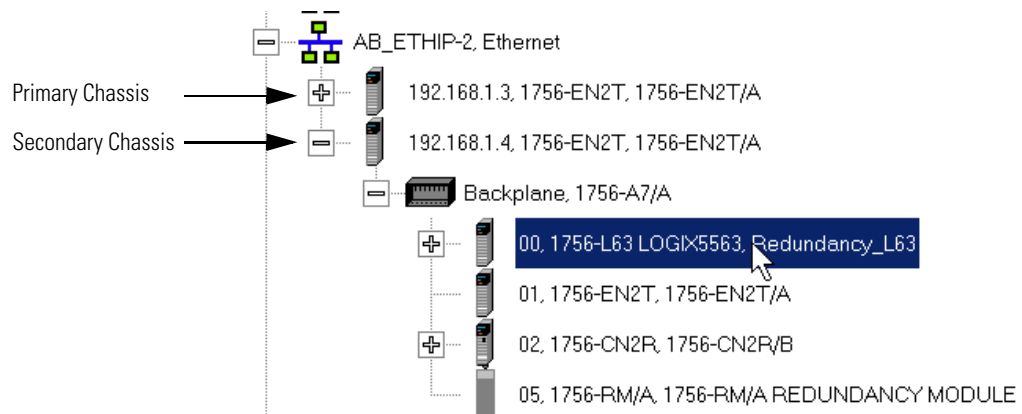 AB_ETHIP-2, Ethernet
Primary Chassis 192.168.1.3, 1756-EN2T, 1756-EN2T/A
Secondary Chassis 192.168.1.4, 1756-EN2T, 1756-EN2T/A
Backplane, 1756-A7/A
00, 1756-L63 LOGIX5563, Redundancy_L63
01, 1756-EN2T, 1756-EN2T/A
02, 1756-CN2R, 1756-CN2R/B
05, 1756-RM/A, 1756-RM/A REDUNDANCY MODULE